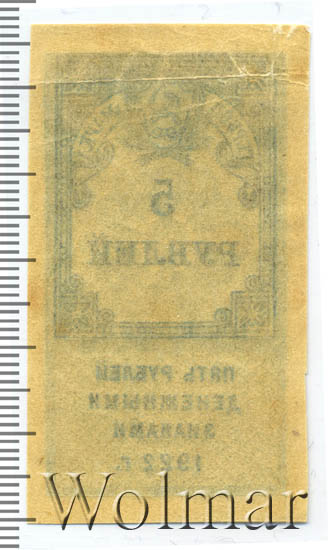 5
РУБЛЕЙ
ПЯТЬ РУБЛЕЙ
ДЕНЕЖНЫМИ
ЗНАКАМИ
1922 г.
Wolmar